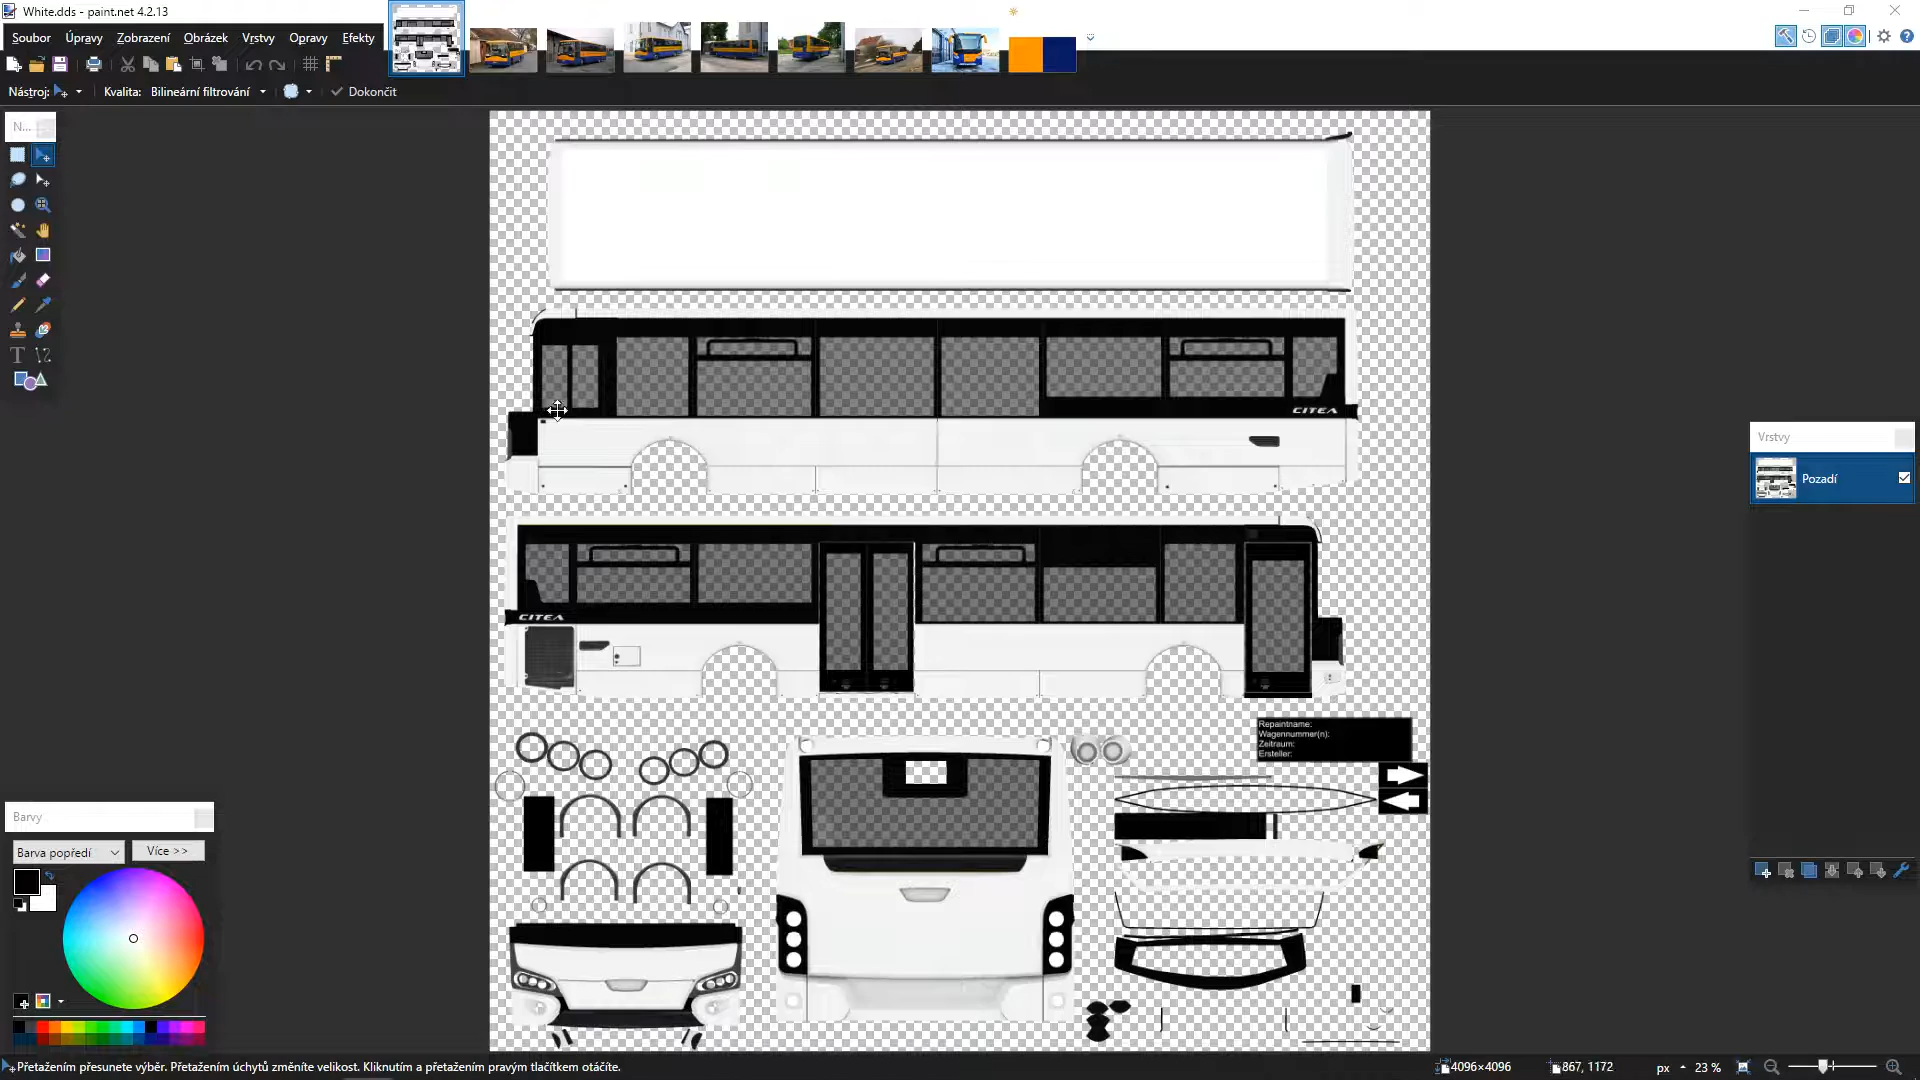 White.dds - paint.net 4.2.13
Soubor Úpravy Zobrazení Obrázek Vrstvy Opravy Efekty
Nástroj: Kvalita: Bilineární filtrování Dokončit
N...
CITEA
Vrstvy
Pozadí
CITEA
Repaintname:
Wagennummer(n):
Zeitraum:
Ersteller:
Barvy
Barva popředí Více >>
Přetažením přesunete výběr. Přetažením úchytů změníte velikost. Kliknutím a přetažením pravým tlačítkem otáčíte. 4096×4096 867, 1172 px 23 %